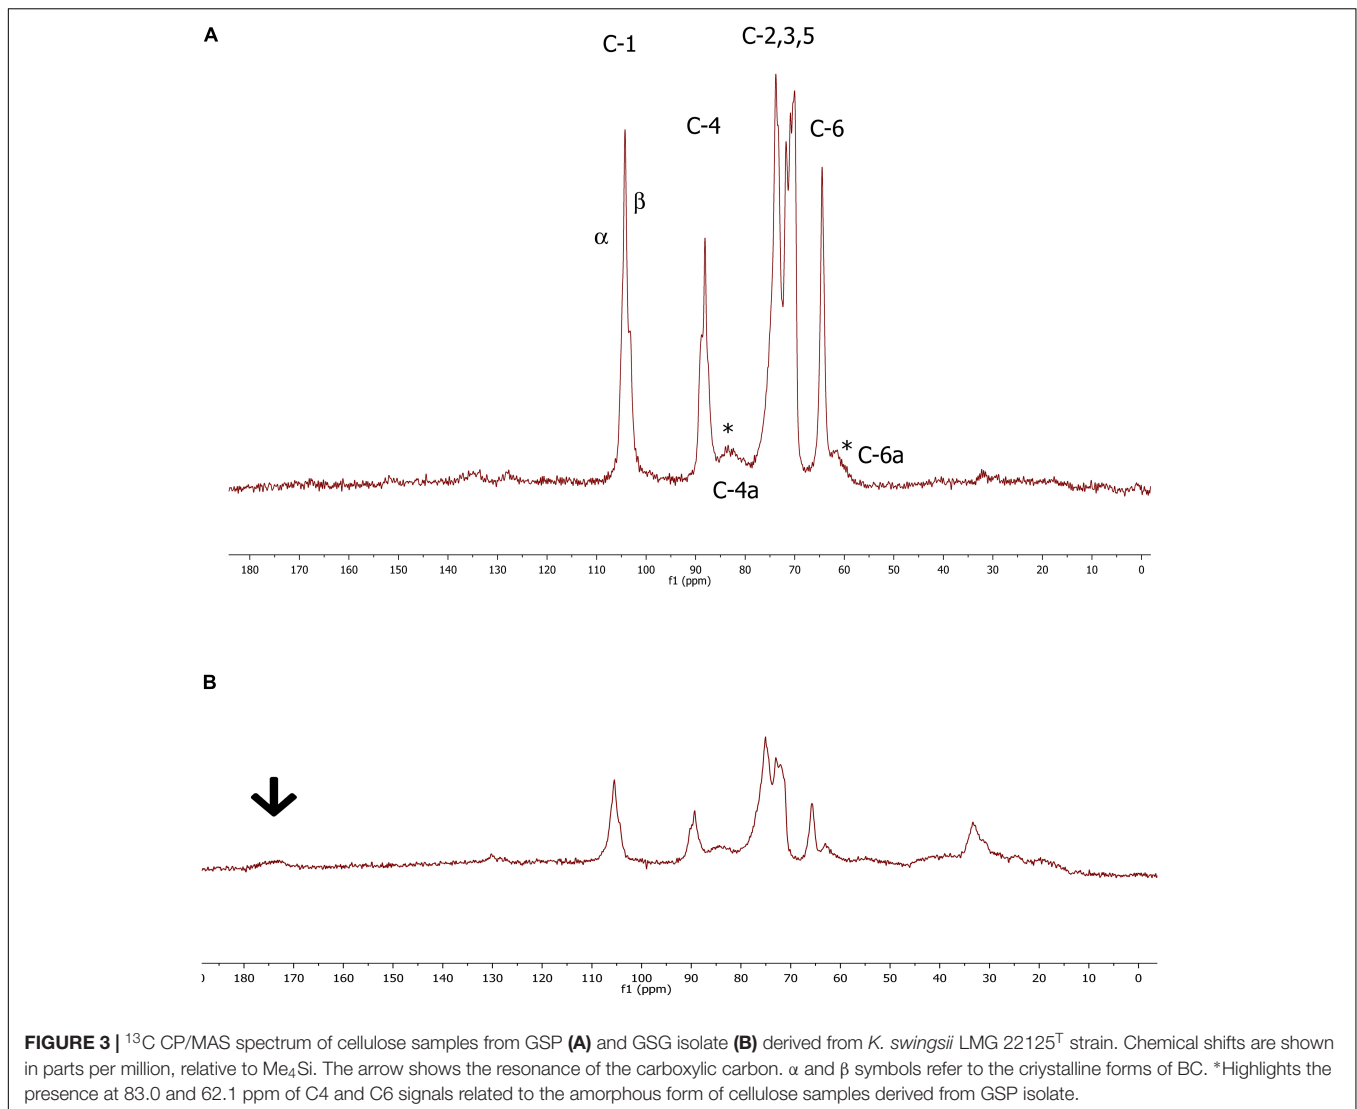 A
C-1
C-2,3,5
C-4
C-6
β
α
*
* C-6a
C-4a
180 170 160 150 140 130 120 110 100 90 80 70 60 50 40 30 20 10 0
f1 (ppm)
B
0 180 170 160 150 140 130 120 110 100 90 80 70 60 50 40 30 20 10 0
f1 (ppm)
FIGURE 3 | ¹³C CP/MAS spectrum of cellulose samples from GSP (A) and GSG isolate (B) derived from K. swingsii LMG 22125ᵀ strain. Chemical shifts are shown
in parts per million, relative to Me₄Si. The arrow shows the resonance of the carboxylic carbon. α and β symbols refer to the criystalline forms of BC. *Highlights the
presence at 83.0 and 62.1 ppm of C4 and C6 signals related to the amorphous form of cellulose samples derived from GSP isolate.